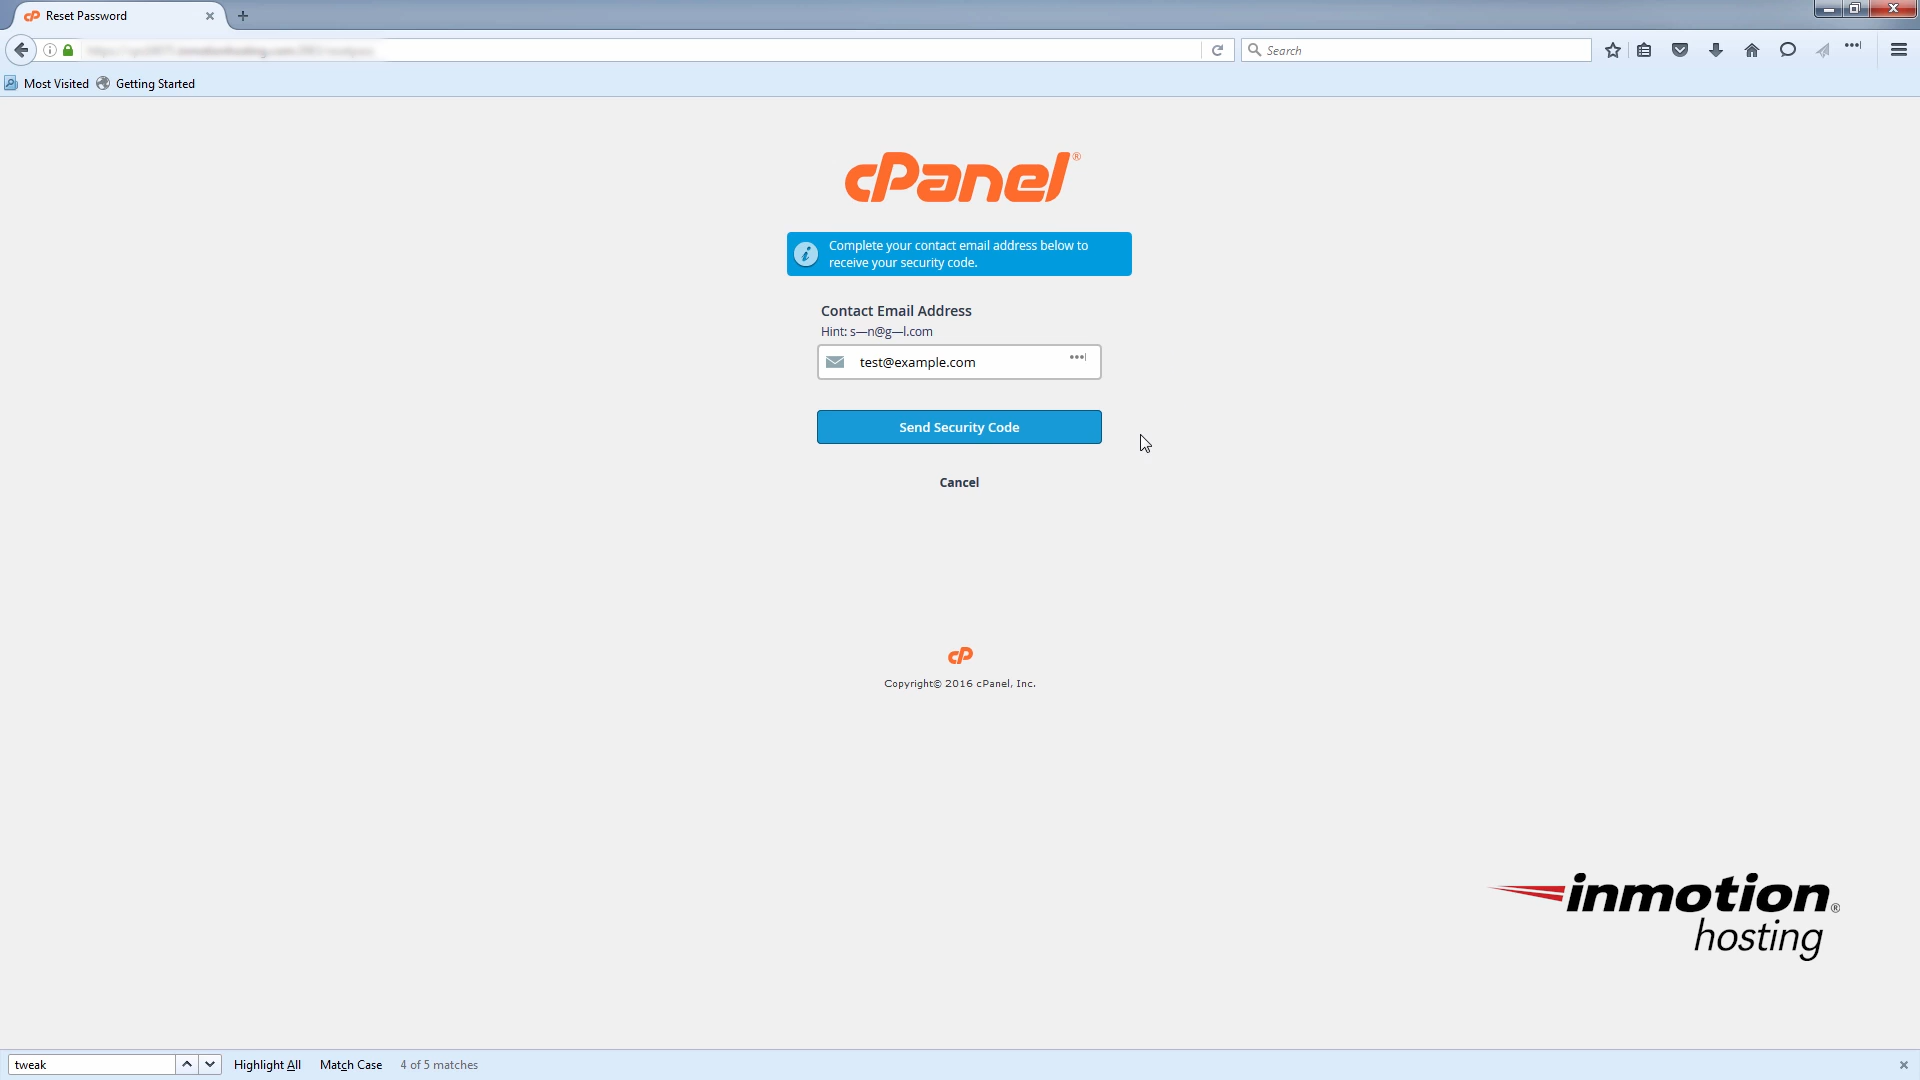 Reset Password
Search
Most Visited
Getting Started
cPanel®
Complete your contact email address below to
receive your security code.
Contact Email Address
Hint: s—n@g—l.com
test@example.com
Send Security Code
Cancel
cP
Copyright© 2016 cPanel, Inc.
inmotion®
hosting
tweak
Highlight All
Match Case
4 of 5 matches